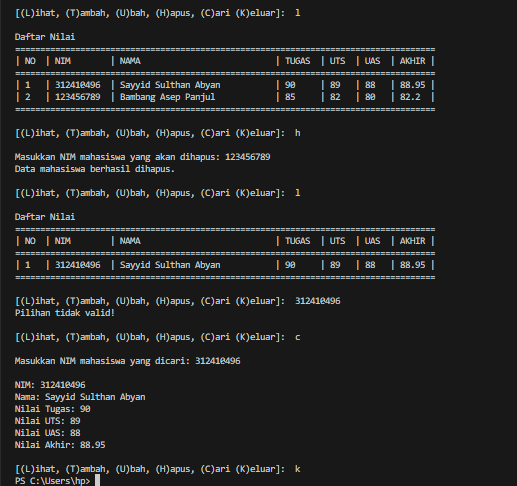 [(L)ihat, (T)ambah, (U)bah, (H)apus, (C)ari (K)eluar]:  l
Daftar Nilai
=====================================================================================
| NO  | NIM       | NAMA                           | TUGAS  | UTS  | UAS  | AKHIR |
=====================================================================================
| 1   | 312410496 | Sayyid Sulthan Abyan           | 90     | 89   | 88   | 88.95 |
| 2   | 123456789 | Bambang Asep Panjul            | 85     | 82   | 80   | 82.2  |
=====================================================================================
[(L)ihat, (T)ambah, (U)bah, (H)apus, (C)ari (K)eluar]:  h
Masukkan NIM mahasiswa yang akan dihapus: 123456789
Data mahasiswa berhasil dihapus.
[(L)ihat, (T)ambah, (U)bah, (H)apus, (C)ari (K)eluar]:  l
Daftar Nilai
=====================================================================================
| NO  | NIM       | NAMA                           | TUGAS  | UTS  | UAS  | AKHIR |
=====================================================================================
| 1   | 312410496 | Sayyid Sulthan Abyan           | 90     | 89   | 88   | 88.95 |
=====================================================================================
[(L)ihat, (T)ambah, (U)bah, (H)apus, (C)ari (K)eluar]:  312410496
Pilihan tidak valid!
[(L)ihat, (T)ambah, (U)bah, (H)apus, (C)ari (K)eluar]:  c
Masukkan NIM mahasiswa yang dicari: 312410496
NIM: 312410496
Nama: Sayyid Sulthan Abyan
Nilai Tugas: 90
Nilai UTS: 89
Nilai UAS: 88
Nilai Akhir: 88.95
[(L)ihat, (T)ambah, (U)bah, (H)apus, (C)ari (K)eluar]:  k
PS C:\Users\hp>